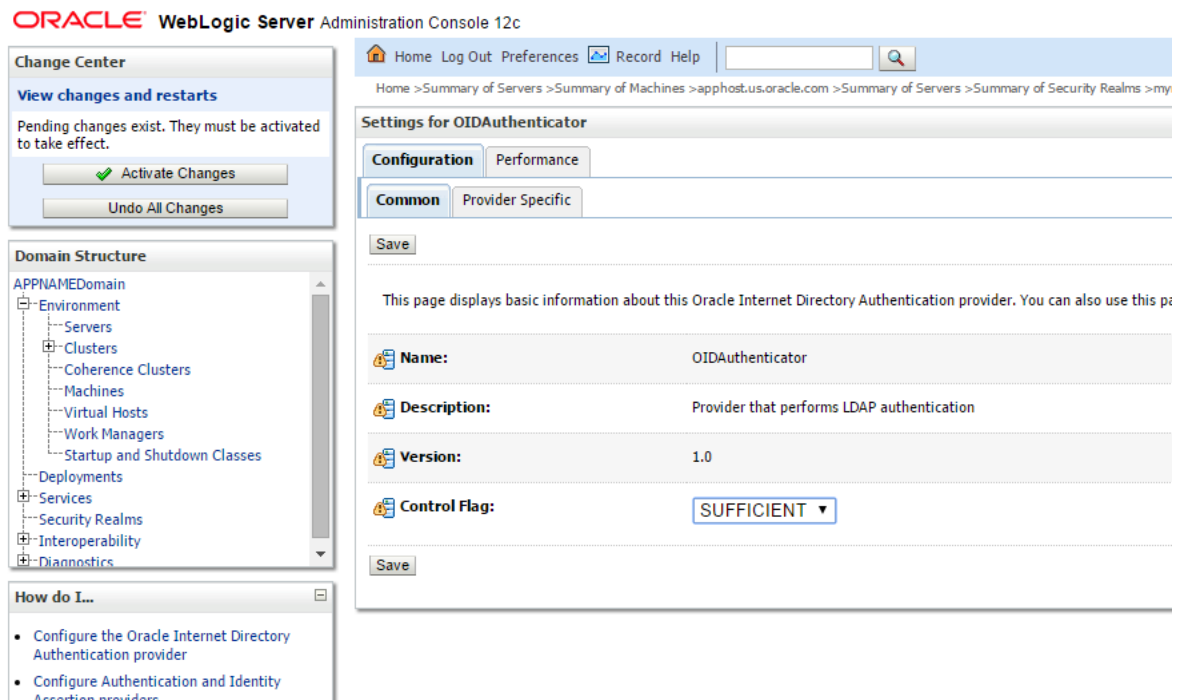 ORACLE WebLogic Server Administration Console 12c
Change Center
View changes and restarts
Pending changes exist. They must be activated
to take effect.
Activate Changes
Undo All Changes
Domain Structure
APPNAMEDomain
Environment
Servers
Clusters
Coherence Clusters
Machines
Virtual Hosts
Work Managers
Startup and Shutdown Classes
Deployments
Services
Security Realms
Interoperability
Diagnostics
How do I...
Configure the Oracle Internet Directory
Authentication provider
Configure Authentication and Identity
Assertion providers
Home Log Out Preferences Record Help
Home >Summary of Servers >Summary of Machines >apphost.us.oracle.com >Summary of Servers >Summary of Security Realms >my
Settings for OIDAuthenticator
Configuration Performance
Common Provider Specific
Save
This page displays basic information about this Oracle Internet Directory Authentication provider. You can also use this pa
Name: OIDAuthenticator
Description: Provider that performs LDAP authentication
Version: 1.0
Control Flag: SUFFICIENT
Save